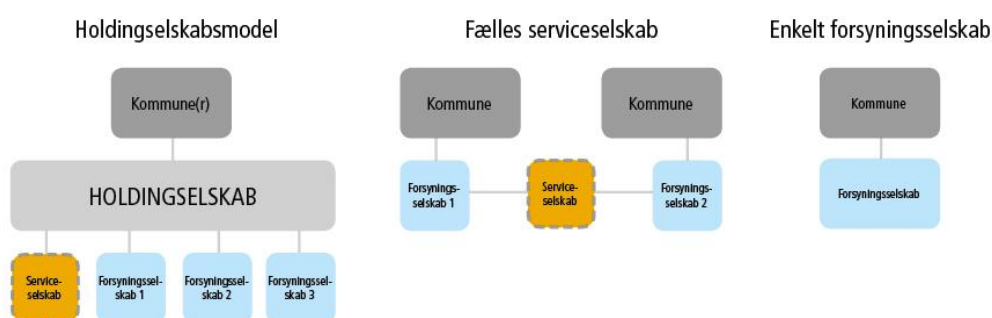 Holdingselskabsmodel
Kommune(r)
HOLDINGSELSKAB
Service-
selskab
Forsyningssel-
skab 1
Forsyningssel-
skab 2
Forsyningssel-
skab 3
Fælles serviceselskab
Kommune
Kommune
Forsynings-
selskab 1
Service-
selskab
Forsynings-
selskab 2
Enkelt forsyningsselskab
Kommune
Forsyningsselskab